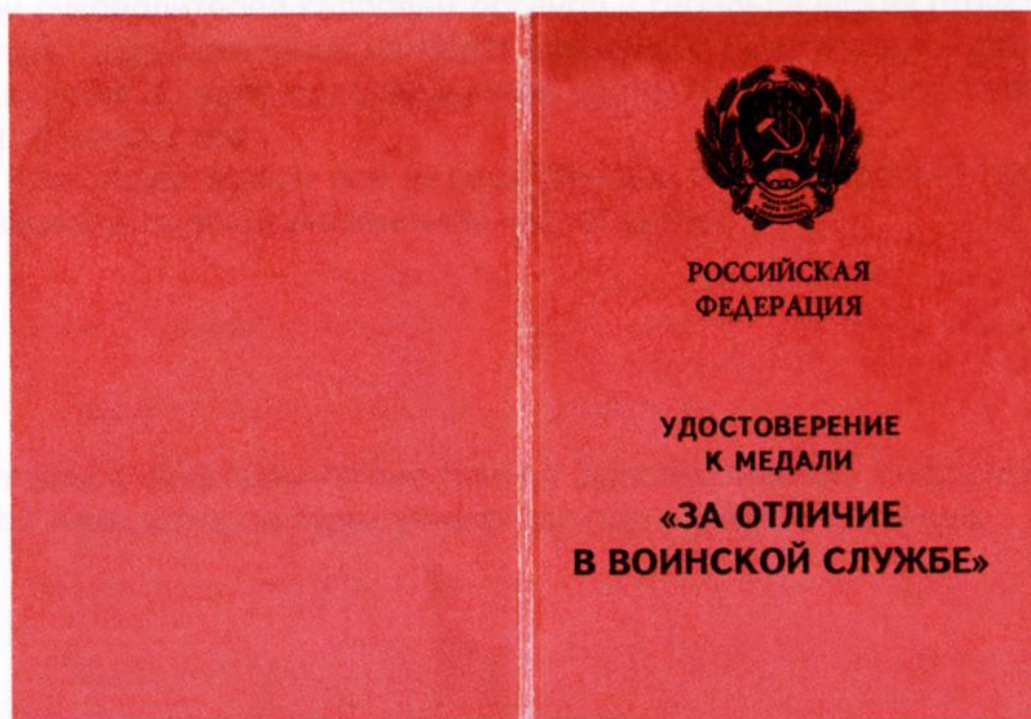 РОССИЙСКАЯ
ФЕДЕРАЦИЯ
УДОСТОВЕРЕНИЕ
К МЕДАЛИ
«ЗА ОТЛИЧИЕ
В ВОИНСКОЙ СЛУЖБЕ»